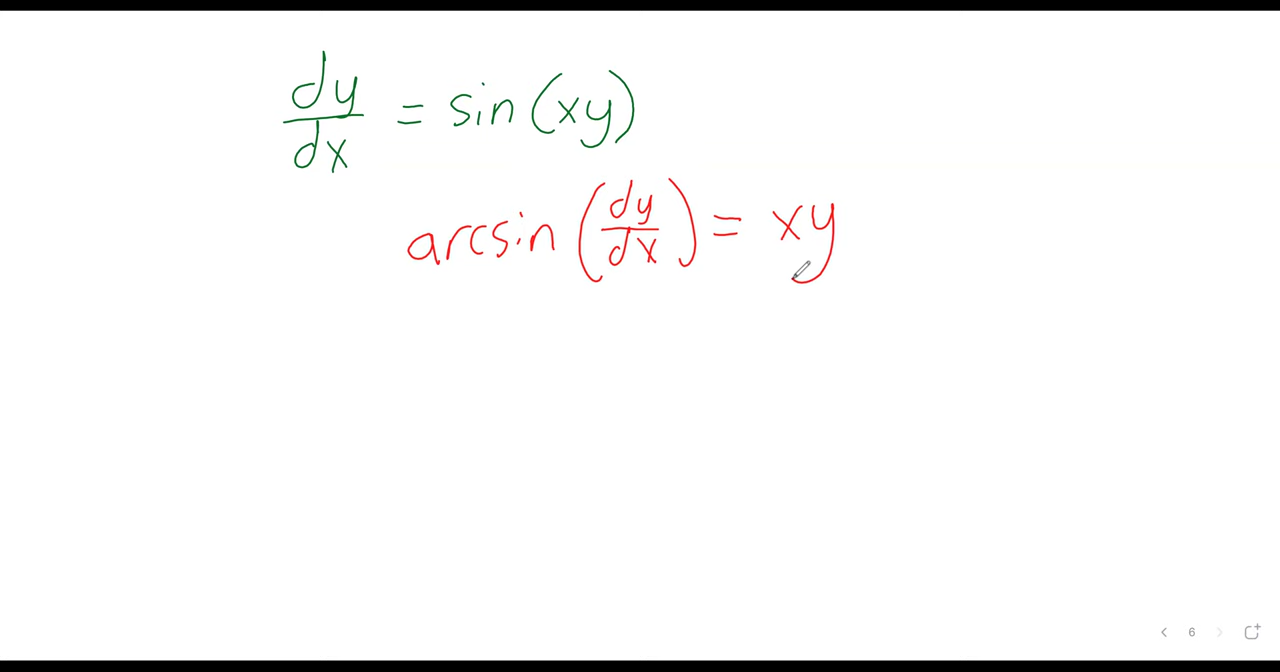 dy/dx = sin(xy)
arcsin(dy/dx) = xy
6